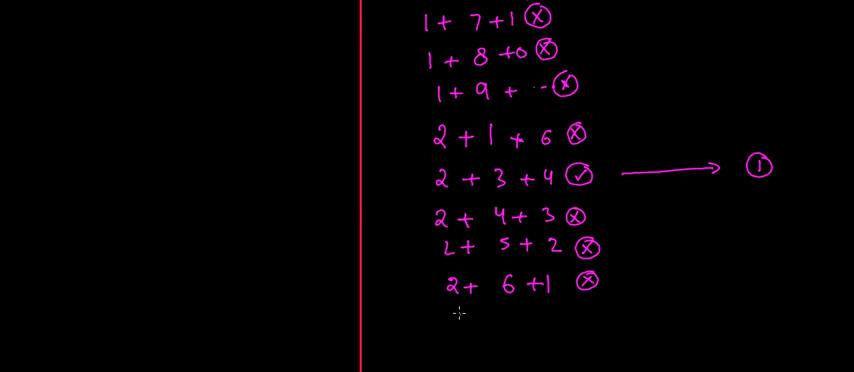 1 + 7 + 1 ⓧ
1 + 8 + 0 ⓧ
1 + 9 + ... ⓧ
2 + 1 + 6 ⓧ
2 + 3 + 4 ✓ → ①
2 + 4 + 3 ⓧ
2 + 5 + 2 ⓧ
2 + 6 + 1 ⓧ